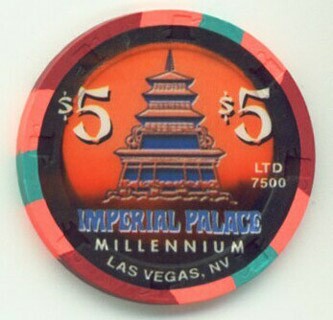 $5 $5
LTD
7500
IMPERIAL PALACE
MILLENNIUM
LAS VEGAS, NV